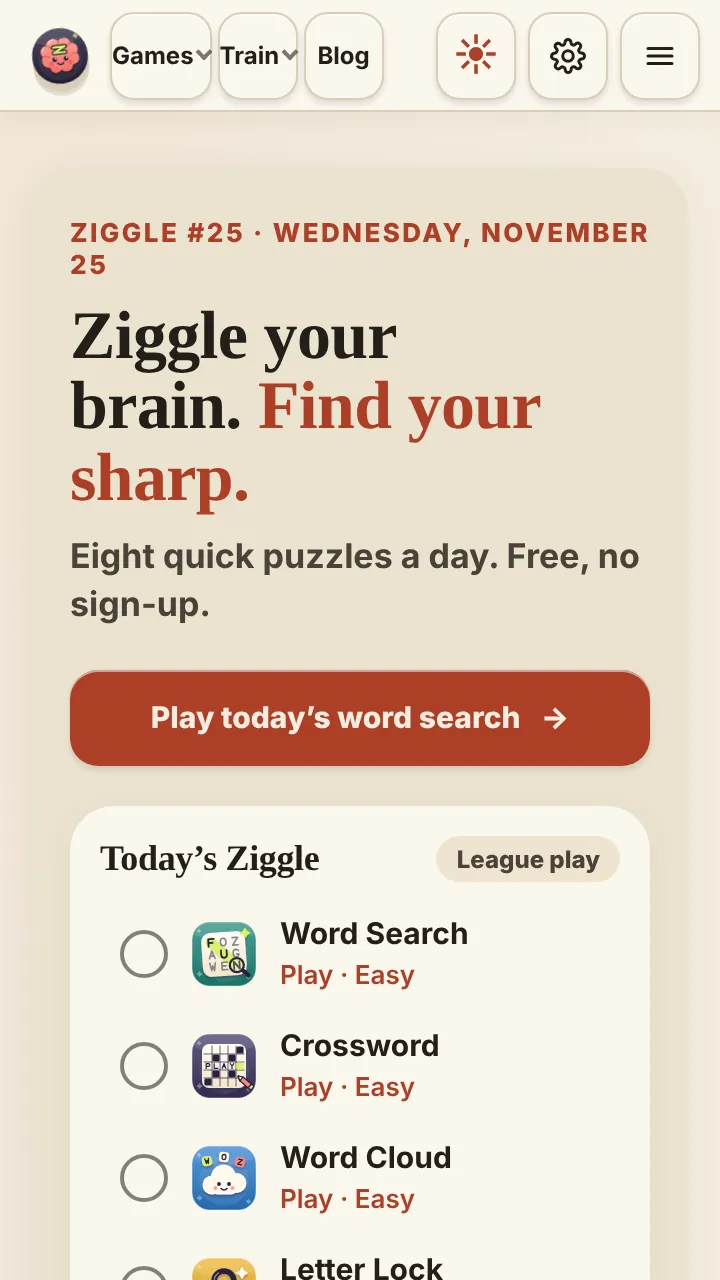 Games Train Blog
ZIGGLE #25 · WEDNESDAY, NOVEMBER
25
Ziggle your
brain. Find your
sharp.
Eight quick puzzles a day. Free, no
sign-up.
Play today’s word search →
Today’s Ziggle
League play
Word Search
Play · Easy
Crossword
Play · Easy
Word Cloud
Play · Easy
Letter Lock